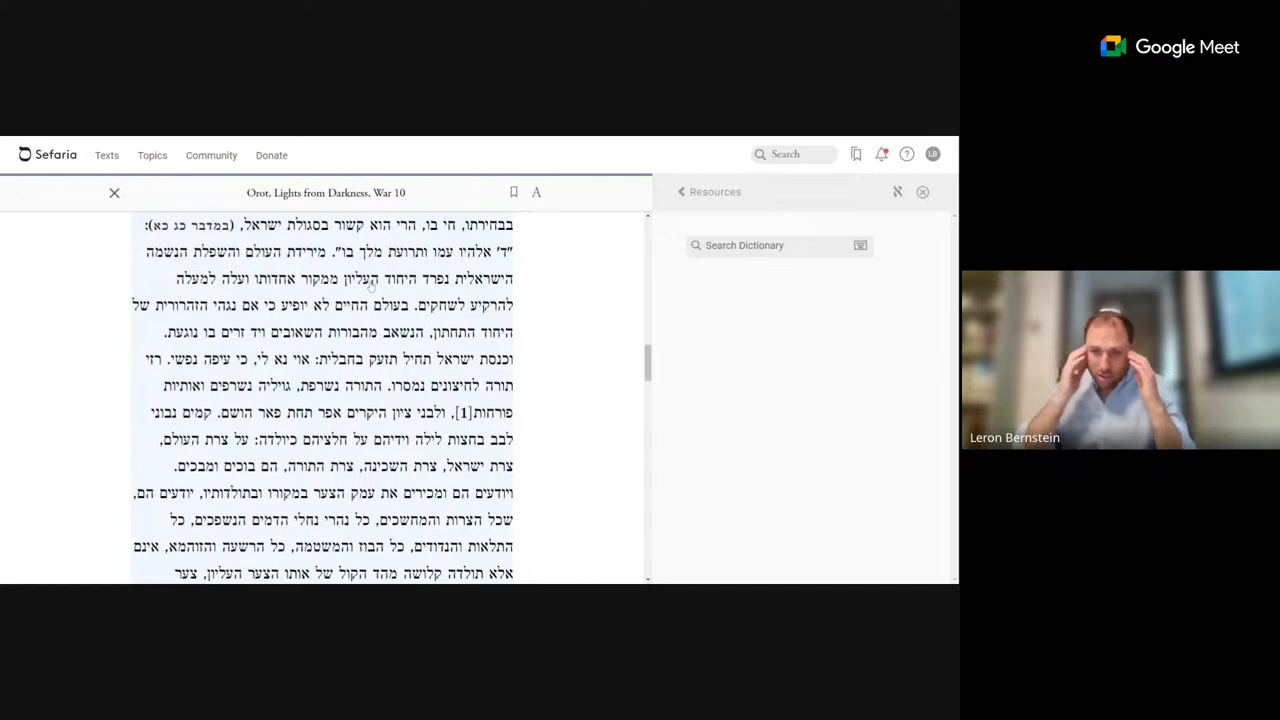 Google Meet
Sefaria
Texts
Topics
Community
Donate
Search
LB
Orot, Lights from Darkness, War 10
A
Resources
א
Search Dictionary
בבחירתו, חי בו, הרי הוא קשור בסגולת ישראל, (במדבר כג כא):
"ד' אלהיו עמו ותרועת מלך בו". מירידת העולם והשפלת הנשמה
הישראלית נפרד היחוד העליון ממקור אחדותו ועלה למעלה
להרקיע לשחקים. בעולם החיים לא יופיע כי אם נגהי הזהרורית של
היחוד התחתון, הנשאב מהבורות השאובים ויד זרים בו נוגעת.
וכנסת ישראל תחיל תזעק בחבלית: אוי נא לי, כי עיפה נפשי. רזי
תורה לחיצונים נמסרו. התורה נשרפת, גויליה נשרפים ואותיות
פורחות[1], ולבני ציון היקרים אפר תחת פאר הושם. קמים נבוני
לבב בחצות לילה וידיהם על חלציהם כיולדה: על צרת העולם,
צרת ישראל, צרת השכינה, צרת התורה, הם בוכים ומבכים.
ויודעים הם ומכירים את עמק הצער במקורו ובתולדותיו, יודעים הם,
שכל הצרות והמחשכים, כל נהרי נחלי הדמים הנשפכים, כל
התלאות והנדודים, כל הבוז והמשטמה, כל הרשעה והזוהמא, אינם
אלא תולדה קלושה מהד הקול של אותו הצער העליון, צער
Leron Bernstein